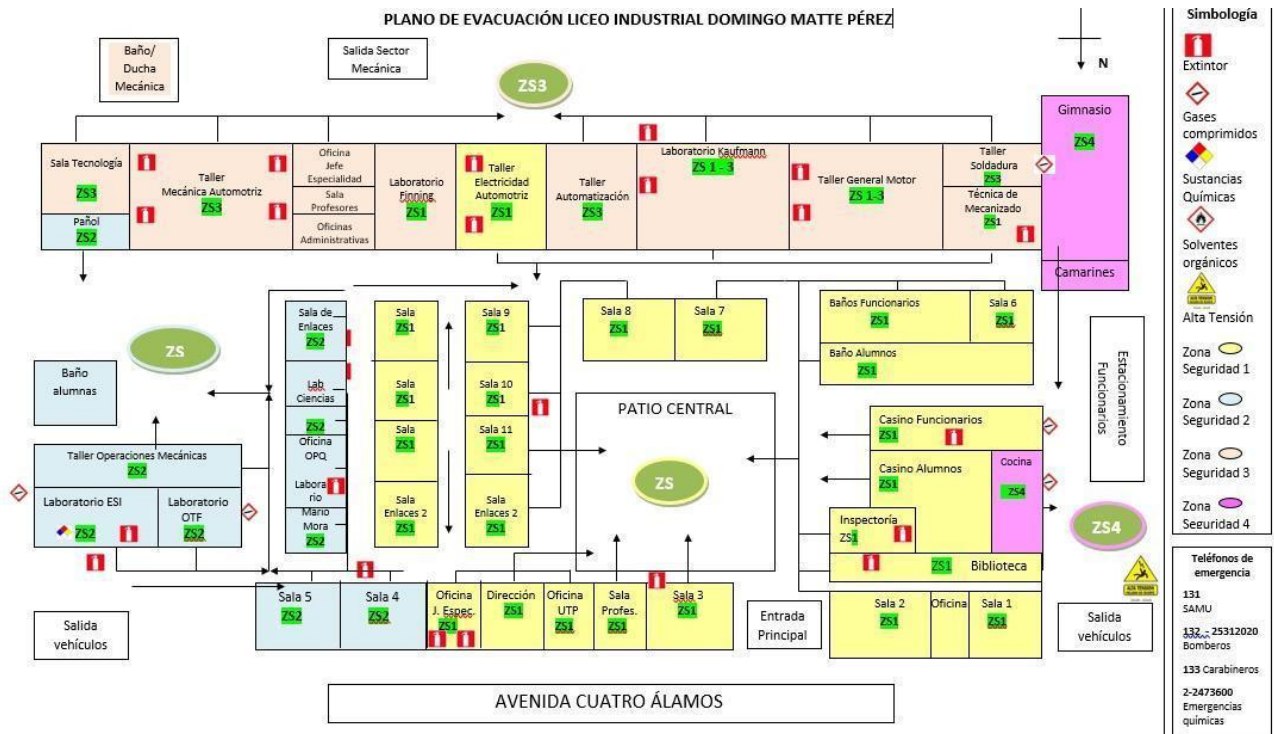 PLANO DE EVACUACIÓN LICEO INDUSTRIAL DOMINGO MATTE PÉREZ
Baño/
Ducha
Mecánica
Salida Sector
Mecánica
ZS3
N
Sala Tecnología
ZS3
Pañol
ZS2
Taller
Mecánica Automotriz
ZS3
Oficina
Jefe
Especialidad
Sala
Profesores
Oficinas
Administrativas
Laboratorio
Finning
ZS1
Taller
Electricidad
Automotriz
ZS1
Taller
Automatización
ZS3
Laboratorio Kaufmann
ZS 1 - 3
Taller General Motor
ZS 1-3
Taller
Soldadura
ZS3
Técnica de
Mecanizado
ZS1
Gimnasio
ZS4
Camarines
ZS
Baño
alumnas
Sala de
Enlaces
ZS2
Lab
Ciencias
ZS2
Oficina
OPQ
Labora
rio
Mario
Mora
ZS2
Sala
ZS1
Sala
ZS1
Sala
ZS1
Sala
Enlaces 2
ZS1
Sala 9
ZS1
Sala 10
ZS1
Sala 11
ZS1
Sala
Enlaces 2
ZS1
Sala 8
ZS1
Sala 7
ZS1
Baños Funcionarios
ZS1
Sala 6
ZS1
Baño Alumnos
ZS1
Estacionamiento
Funcionarios
PATIO CENTRAL
ZS
Casino Funcionarios
ZS1
Casino Alumnos
ZS1
Cocina
ZS4
Inspectoría
ZS1
ZS1 Biblioteca
ZS4
ALTA TENSIÓN
Taller Operaciones Mecánicas
ZS2
Laboratorio ESI
ZS2
Laboratorio
OTF
ZS2
Salida
vehículos
Sala 5
ZS2
Sala 4
ZS2
Oficina
J. Espec.
ZS1
Dirección
ZS1
Oficina
UTP
ZS1
Sala
Profes.
ZS1
Sala 3
ZS1
Entrada
Principal
Sala 2
ZS1
Oficina
Sala 1
ZS1
Salida
vehículos
AVENIDA CUATRO ÁLAMOS
Simbología
Extintor
Gases
comprimidos
Sustancias
Químicas
Solventes
orgánicos
ALTA TENSIÓN
Alta Tensión
Zona
Seguridad 1
Zona
Seguridad 2
Zona
Seguridad 3
Zona
Seguridad 4
Teléfonos de
emergencia
131
SAMU
132 - 25312020
Bomberos
133 Carabineros
2-2473600
Emergencias
químicas